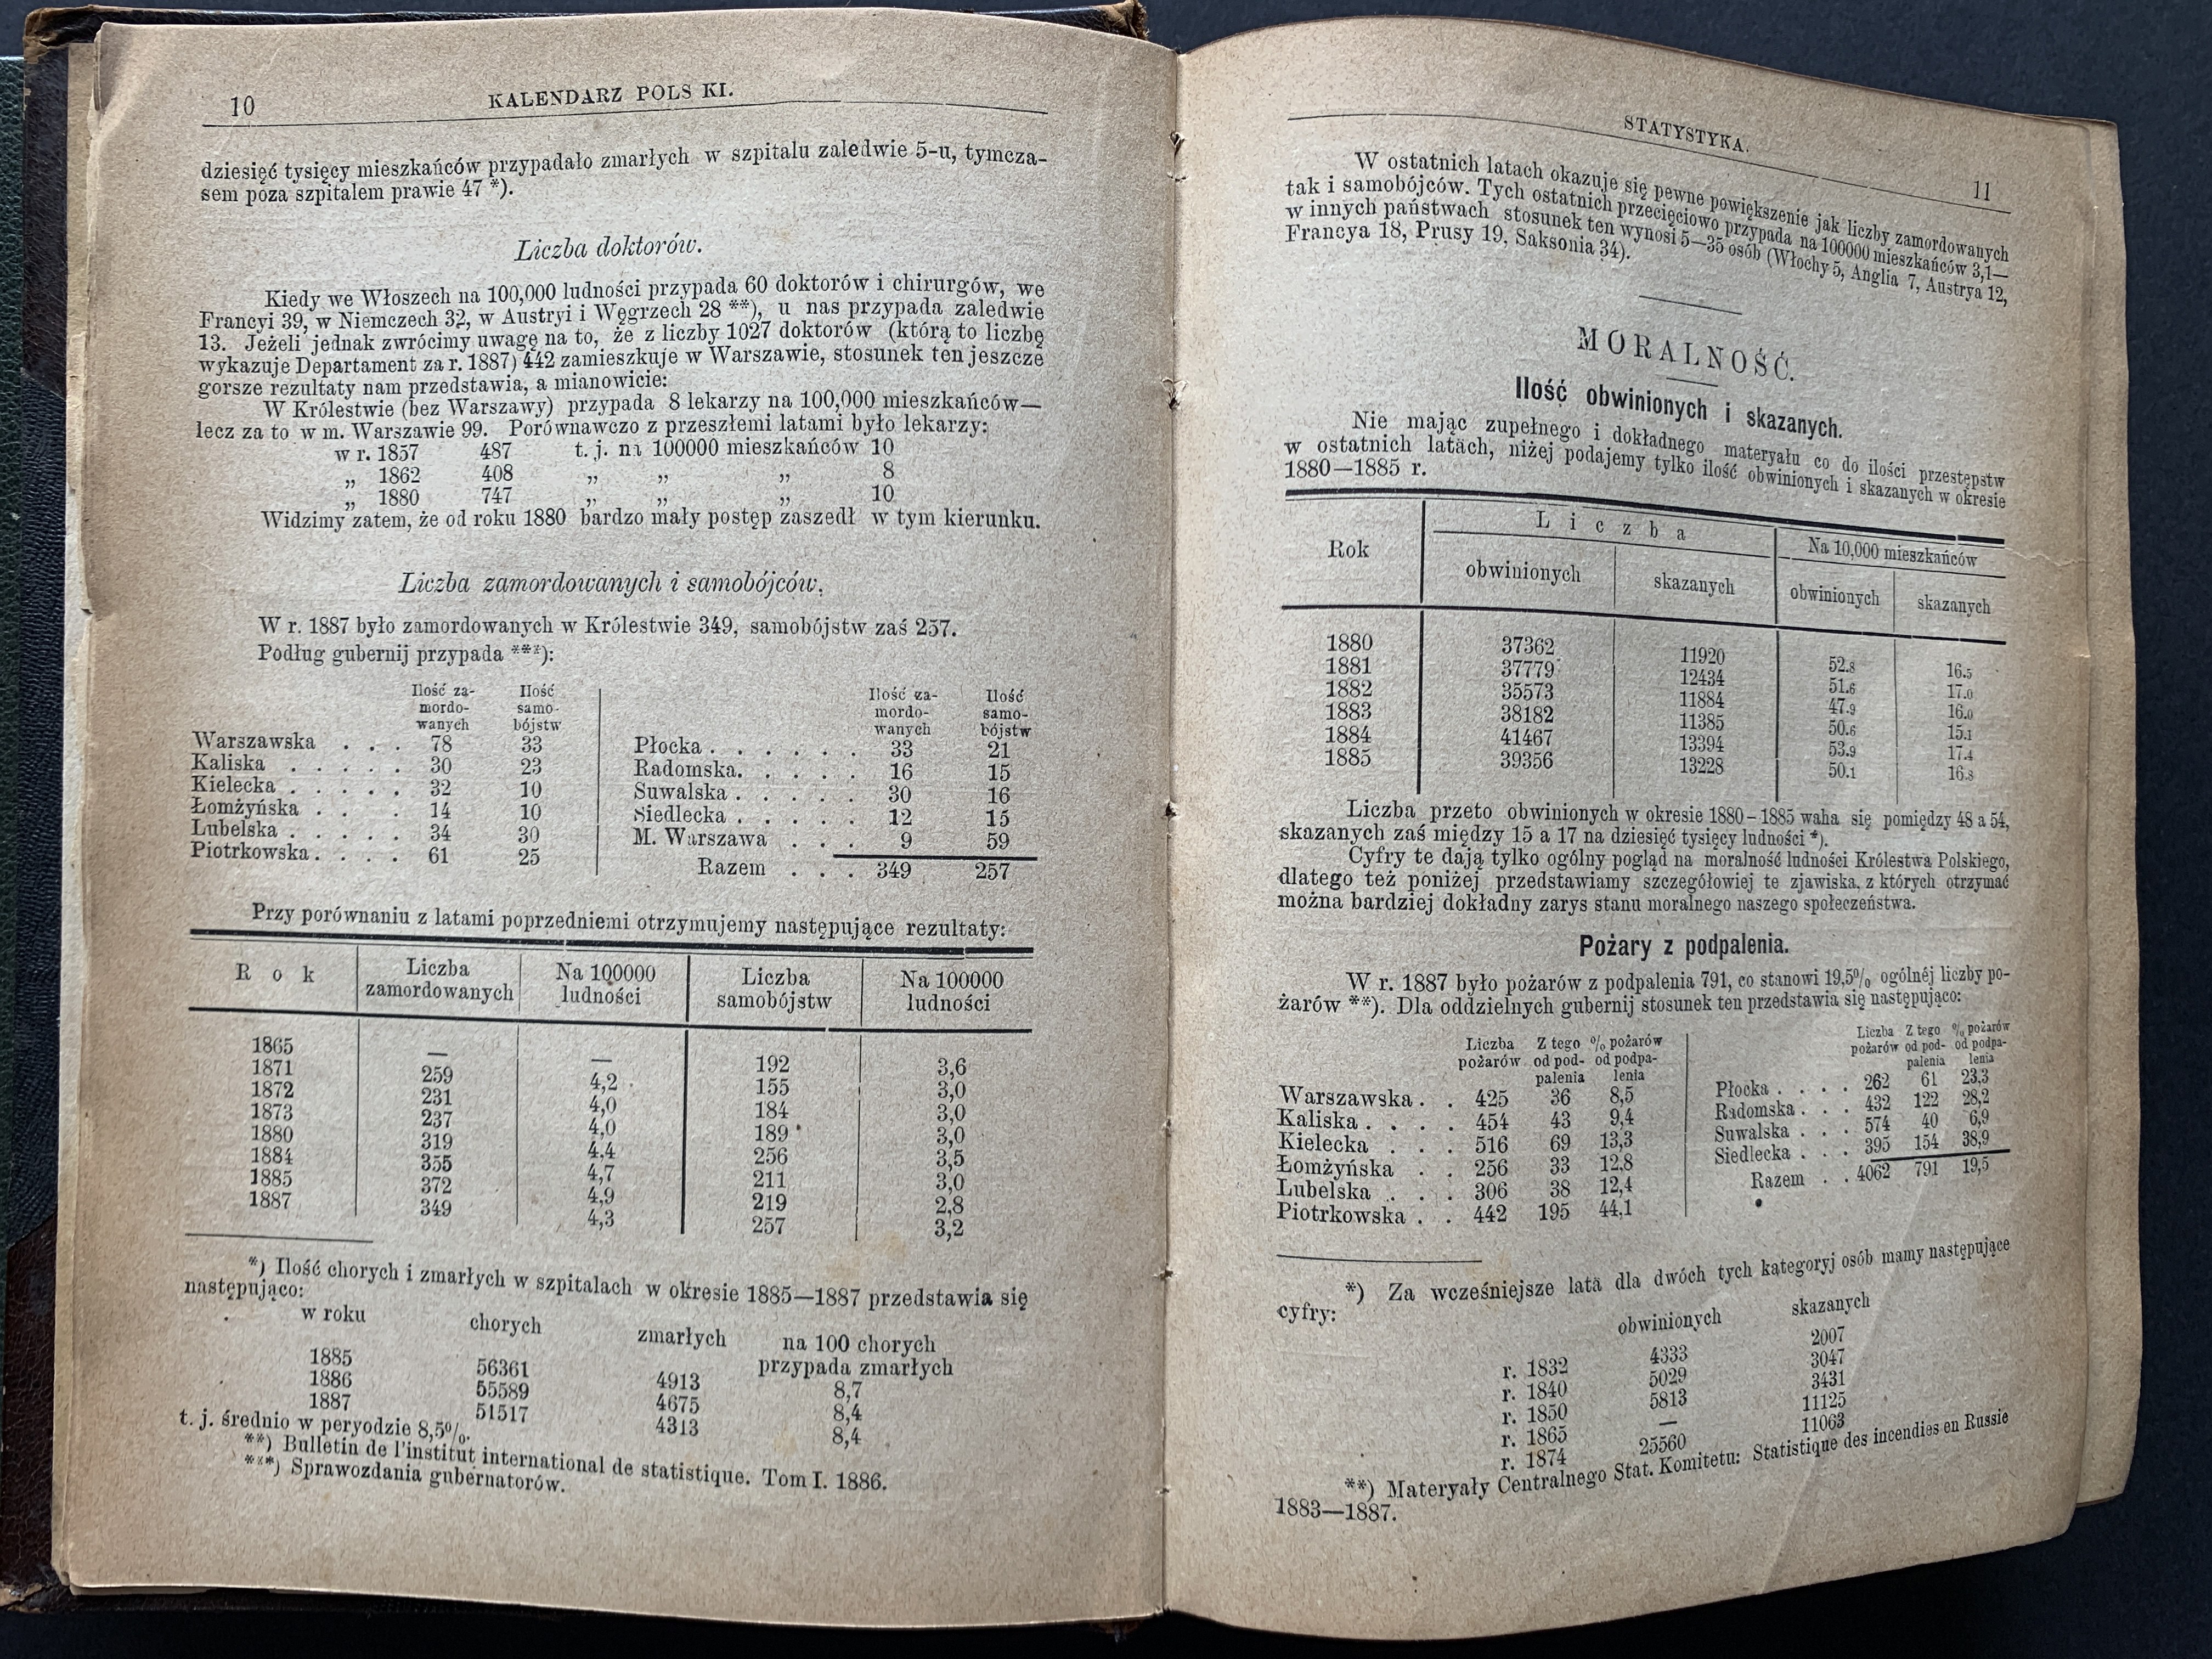 10
KALENDARZ POLS KI.
dziesięć tysięcy mieszkańców przypadało zmarłych w szpitalu zaledwie 5-u, tymcza-
sem poza szpitalem prawie 47 *).
Liczba doktorów.
Kiedy we Włoszech na 100,000 ludności przypada 60 doktorów i chirurgów, we
Francyi 39, w Niemczech 32, w Austryi i Węgrzech 28 **), u nas przypada zaledwie
13. Jeżeli jednak zwrócimy uwagę na to, że z liczby 1027 doktorów (którą to liczbę
wykazuje Departament za r. 1887) 442 zamieszkuje w Warszawie, stosunek ten jeszcze
gorsze rezultaty nam przedstawia, a mianowicie:
W Królestwie (bez Warszawy) przypada 8 lekarzy na 100,000 mieszkańców—
lecz za to w m. Warszawie 99. Porównawczo z przeszłemi latami było lekarzy:
w r. 1857 487 t. j. na 100000 mieszkańców 10
„ 1862 408 „ „ „ 8
„ 1880 747 „ „ „ 10
Widzimy zatem, że od roku 1880 bardzo mały postęp zaszedł w tym kierunku.
Liczba zamordowanych i samobójców.
W r. 1887 było zamordowanych w Królestwie 349, samobójstw zaś 257.
Podług gubernij przypada ***):
Ilość za- Ilość
mordo- samo-
wanych bójstw
Warszawska . . . 78 33
Kaliska . . . . . 30 23
Kielecka . . . . . 32 10
Łomżyńska . . . 14 10
Lubelska . . . . . 34 30
Piotrkowska . . . . 61 25
Ilość za- Ilość
mordo- samo-
wanych bójstw
Płocka . . . . . . 33 21
Radomska. . . . . 16 15
Suwalska . . . . . 30 16
Siedlecka . . . . . 12 15
M. Warszawa . . . 9 59
Razem . . . 349 257
Przy porównaniu z latami poprzedniemi otrzymujemy następujące rezultaty:
Rok Liczba zamordowanych Na 100000 ludności Liczba samobójstw Na 100000 ludności
1865 — — 192 3,6
1871 259 4,2 155 3,0
1872 231 4,0 184 3,0
1873 237 4,0 189 3,0
1880 319 4,4 256 3,5
1884 355 4,7 211 3,0
1885 372 4,9 219 2,8
1887 349 4,3 257 3,2
*) Ilość chorych i zmarłych w szpitalach w okresie 1885—1887 przedstawia się
następująco:
w roku chorych zmarłych na 100 chorych
przypada zmarłych
1885 56361 4913 8,7
1886 55589 4675 8,4
1887 51517 4313 8,4
t. j. średnio w peryodzie 8,5%.
**) Bulletin de l'institut international de statistique. Tom I. 1886.
***) Sprawozdania gubernatorów.
STATYSTYKA.
11
W ostatnich latach okazuje się pewne powiększenie jak liczby zamordowanych
tak i samobójców. Tych ostatnich przecięciowo przypada na 100000 mieszkańców 3,1—
w innych państwach stosunek ten wynosi 5—35 osób (Włochy 5, Anglia 7, Austrya 12,
Francya 18, Prusy 19, Saksonia 34).
MORALNOŚĆ.
Ilość obwinionych i skazanych.
Nie mając zupełnego i dokładnego materyału co do ilości przestępstw
w ostatnich latach, niżej podajemy tylko ilość obwinionych i skazanych w okresie
1880—1885 r.
Rok Liczba Na 10,000 mieszkańców
obwinionych skazanych obwinionych skazanych
1880 37362 11920 52.8 16.5
1881 37779 12434 51.6 17.0
1882 35573 11884 47.9 16.0
1883 38182 11385 50.6 15.1
1884 41467 13394 53.9 17.4
1885 39356 13228 50.1 16.8
Liczba przeto obwinionych w okresie 1880–1885 waha się pomiędzy 48 a 54,
skazanych zaś między 15 a 17 na dziesięć tysięcy ludności *).
Cyfry te dają tylko ogólny pogląd na moralność ludności Królestwa Polskiego,
dlatego też poniżej przedstawiamy szczegółowiej te zjawiska, z których otrzymać
można bardziej dokładny zarys stanu moralnego naszego społeczeństwa.
Pożary z podpalenia.
W r. 1887 było pożarów z podpalenia 791, co stanowi 19,5% ogólnéj liczby po-
żarów **). Dla oddzielnych gubernij stosunek ten przedstawia się następująco:
Liczba Z tego % pożarów
pożarów od pod- od podpa-
palenia lenia
Warszawska . . 425 36 8,5
Kaliska . . . . 454 43 9,4
Kielecka . . . 516 69 13,3
Łomżyńska . . 256 33 12,8
Lubelska . . . 306 38 12,4
Piotrkowska . . 442 195 44,1
Liczba Z tego % pożarów
pożarów od pod- od podpa-
palenia lenia
Płocka . . . . 262 61 23,3
Radomska . . . 432 122 28,2
Suwalska . . . 574 40 6,9
Siedlecka . . . 395 154 38,9
Razem . . 4062 791 19,5
*) Za wcześniejsze lata dla dwóch tych kategoryj osób mamy następujące
cyfry:
obwinionych skazanych
r. 1832 4333 2007
r. 1840 5029 3047
r. 1850 5813 3431
r. 1865 — 11125
r. 1874 25560 11063
**) Materyały Centralnego Stat. Komitetu: Statistique des incendies en Russie
1883—1887.